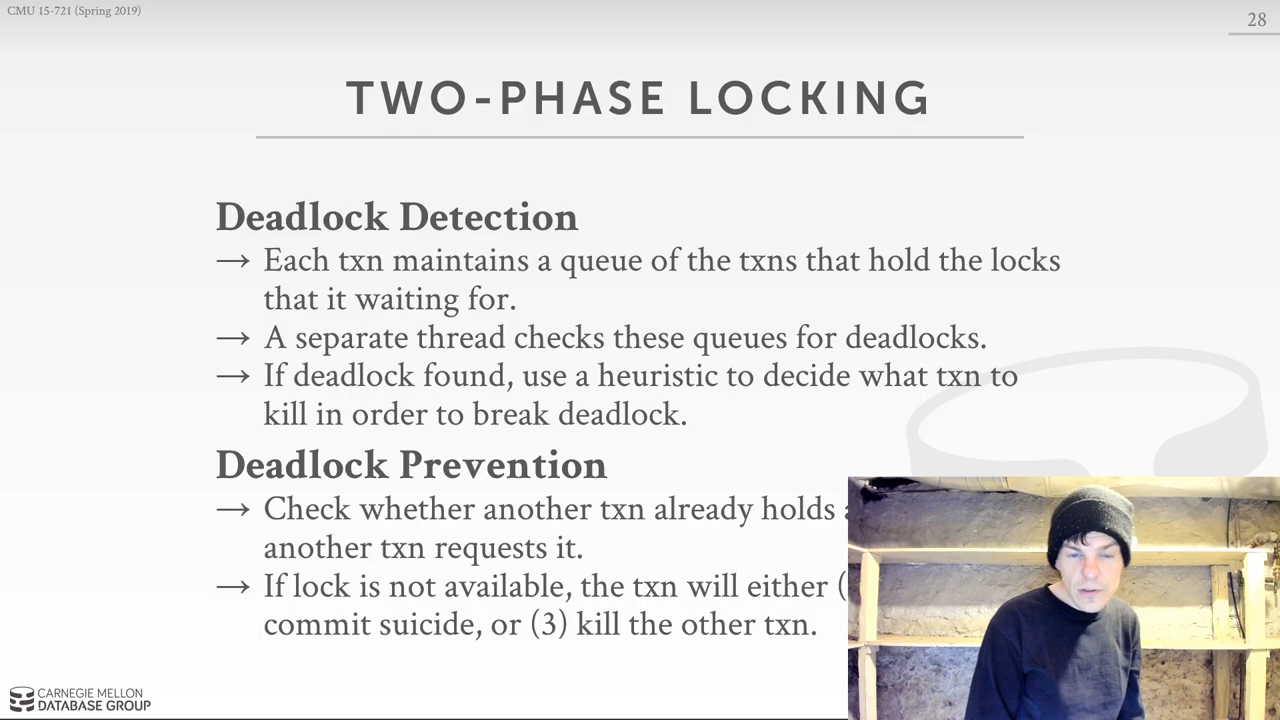 CMU 15-721 (Spring 2019)
28
TWO-PHASE LOCKING
Deadlock Detection
→ Each txn maintains a queue of the txns that hold the locks
that it waiting for.
→ A separate thread checks these queues for deadlocks.
→ If deadlock found, use a heuristic to decide what txn to
kill in order to break deadlock.
Deadlock Prevention
→ Check whether another txn already holds
another txn requests it.
→ If lock is not available, the txn will either (
commit suicide, or (3) kill the other txn.
CARNEGIE MELLON
DATABASE GROUP